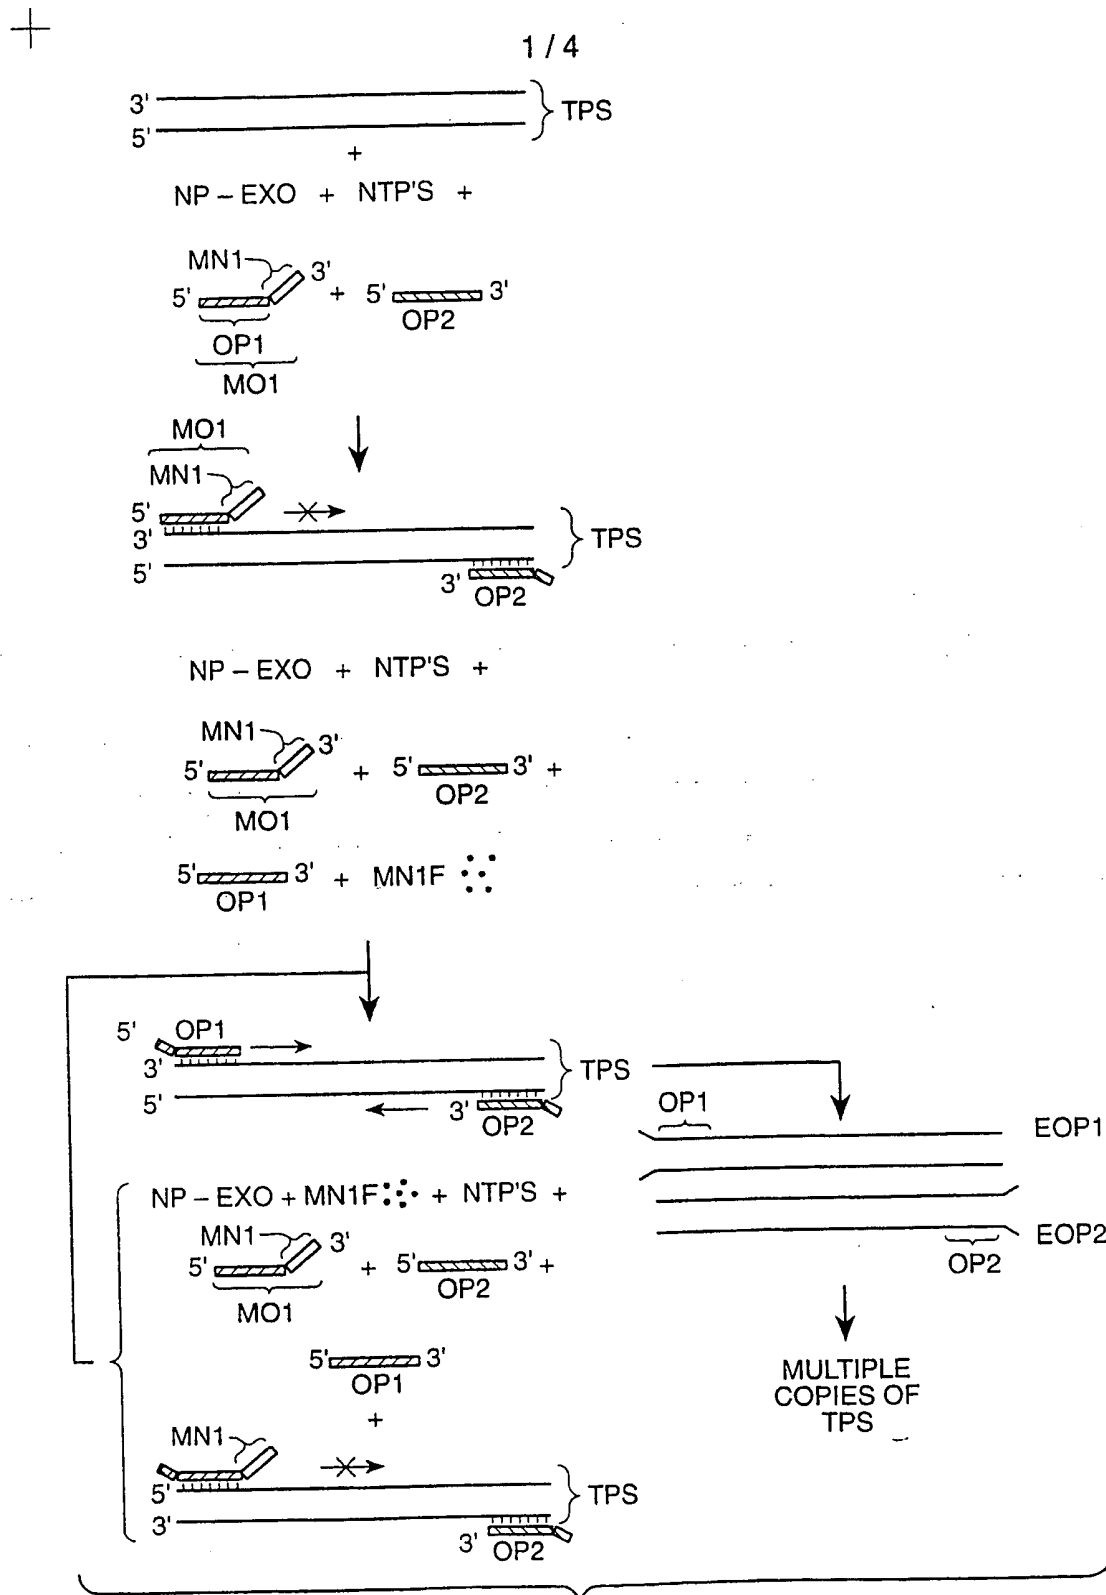 1 / 4
3'
TPS
5'
+
NP – EXO + NTP'S +
MN1
3'
5' + 5' 3'
OP1 OP2
MO1
MO1
MN1
5'
3'
TPS
5'
3'
OP2
NP – EXO + NTP'S +
MN1 3'
5' + 5' 3' +
MO1 OP2
5' 3' + MN1F
OP1
5' OP1
3'
TPS
5'
3'
OP2
OP1
EOP1
EOP2
OP2
MULTIPLE
COPIES OF
TPS
NP – EXO + MN1F + NTP'S +
MN1 3'
5' + 5' 3' +
MO1 OP2
5' 3'
OP1
+
MN1
5'
TPS
3'
3'
OP2